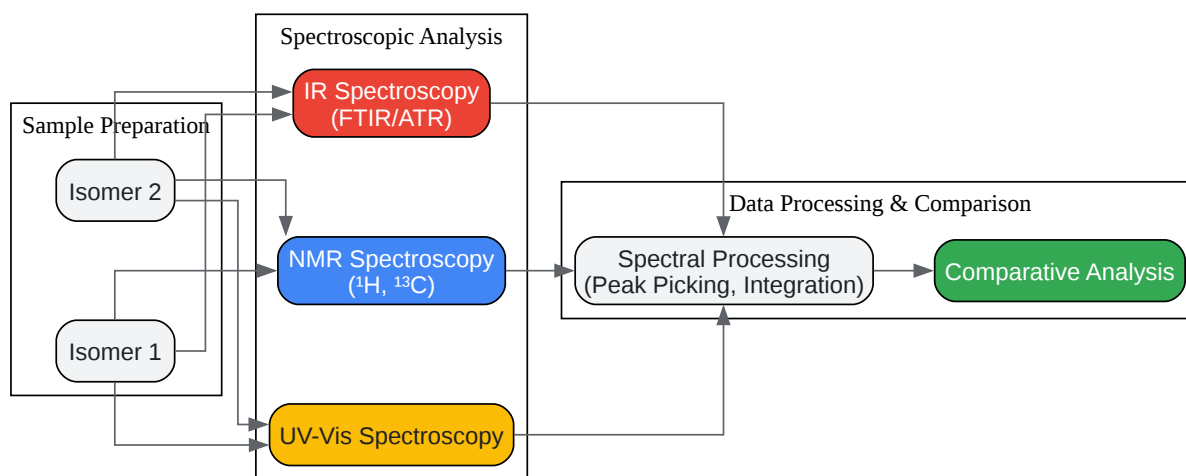 Sample Preparation
Isomer 2
Isomer 1
Spectroscopic Analysis
IR Spectroscopy
(FTIR/ATR)
NMR Spectroscopy
(¹H, ¹³C)
UV-Vis Spectroscopy
Data Processing & Comparison
Spectral Processing
(Peak Picking, Integration)
Comparative Analysis